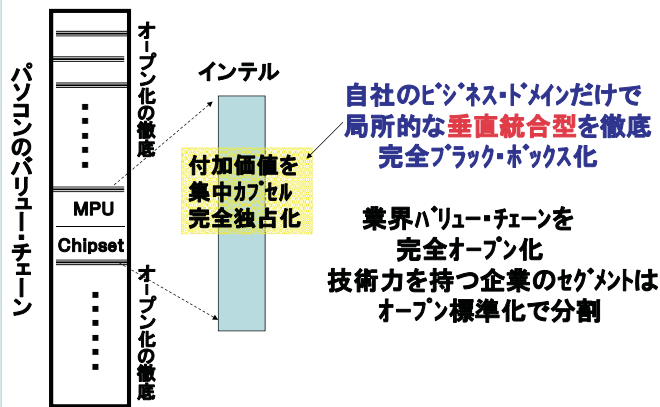 パソコンのバリュー・チェーン
オープン化の徹底
MPU
Chipset
オープン化の徹底
インテル
付加価値を
集中カプセル
完全独占化
自社のビジネス・ドメインだけで
局所的な垂直統合型を徹底
完全ブラック・ボックス化
業界バリュー・チェーンを
完全オープン化
技術力を持つ企業のセグメントは
オープン標準化で分割